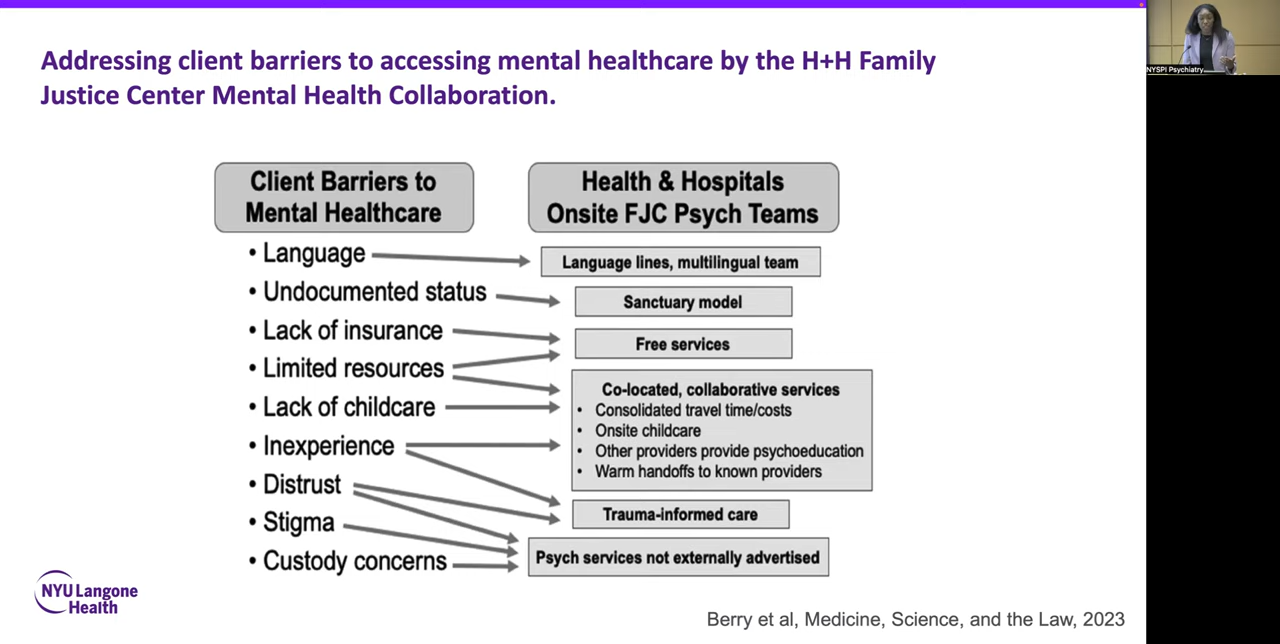 Addressing client barriers to accessing mental healthcare by the H+H Family
Justice Center Mental Health Collaboration.
NYSPI Psychiatry
Client Barriers to
Mental Healthcare
• Language
• Undocumented status
• Lack of insurance
• Limited resources
• Lack of childcare
• Inexperience
• Distrust
• Stigma
• Custody concerns
Health & Hospitals
Onsite FJC Psych Teams
Language lines, multilingual team
Sanctuary model
Free services
Co-located, collaborative services
• Consolidated travel time/costs
• Onsite childcare
• Other providers provide psychoeducation
• Warm handoffs to known providers
Trauma-informed care
Psych services not externally advertised
NYU Langone
Health
Berry et al, Medicine, Science, and the Law, 2023